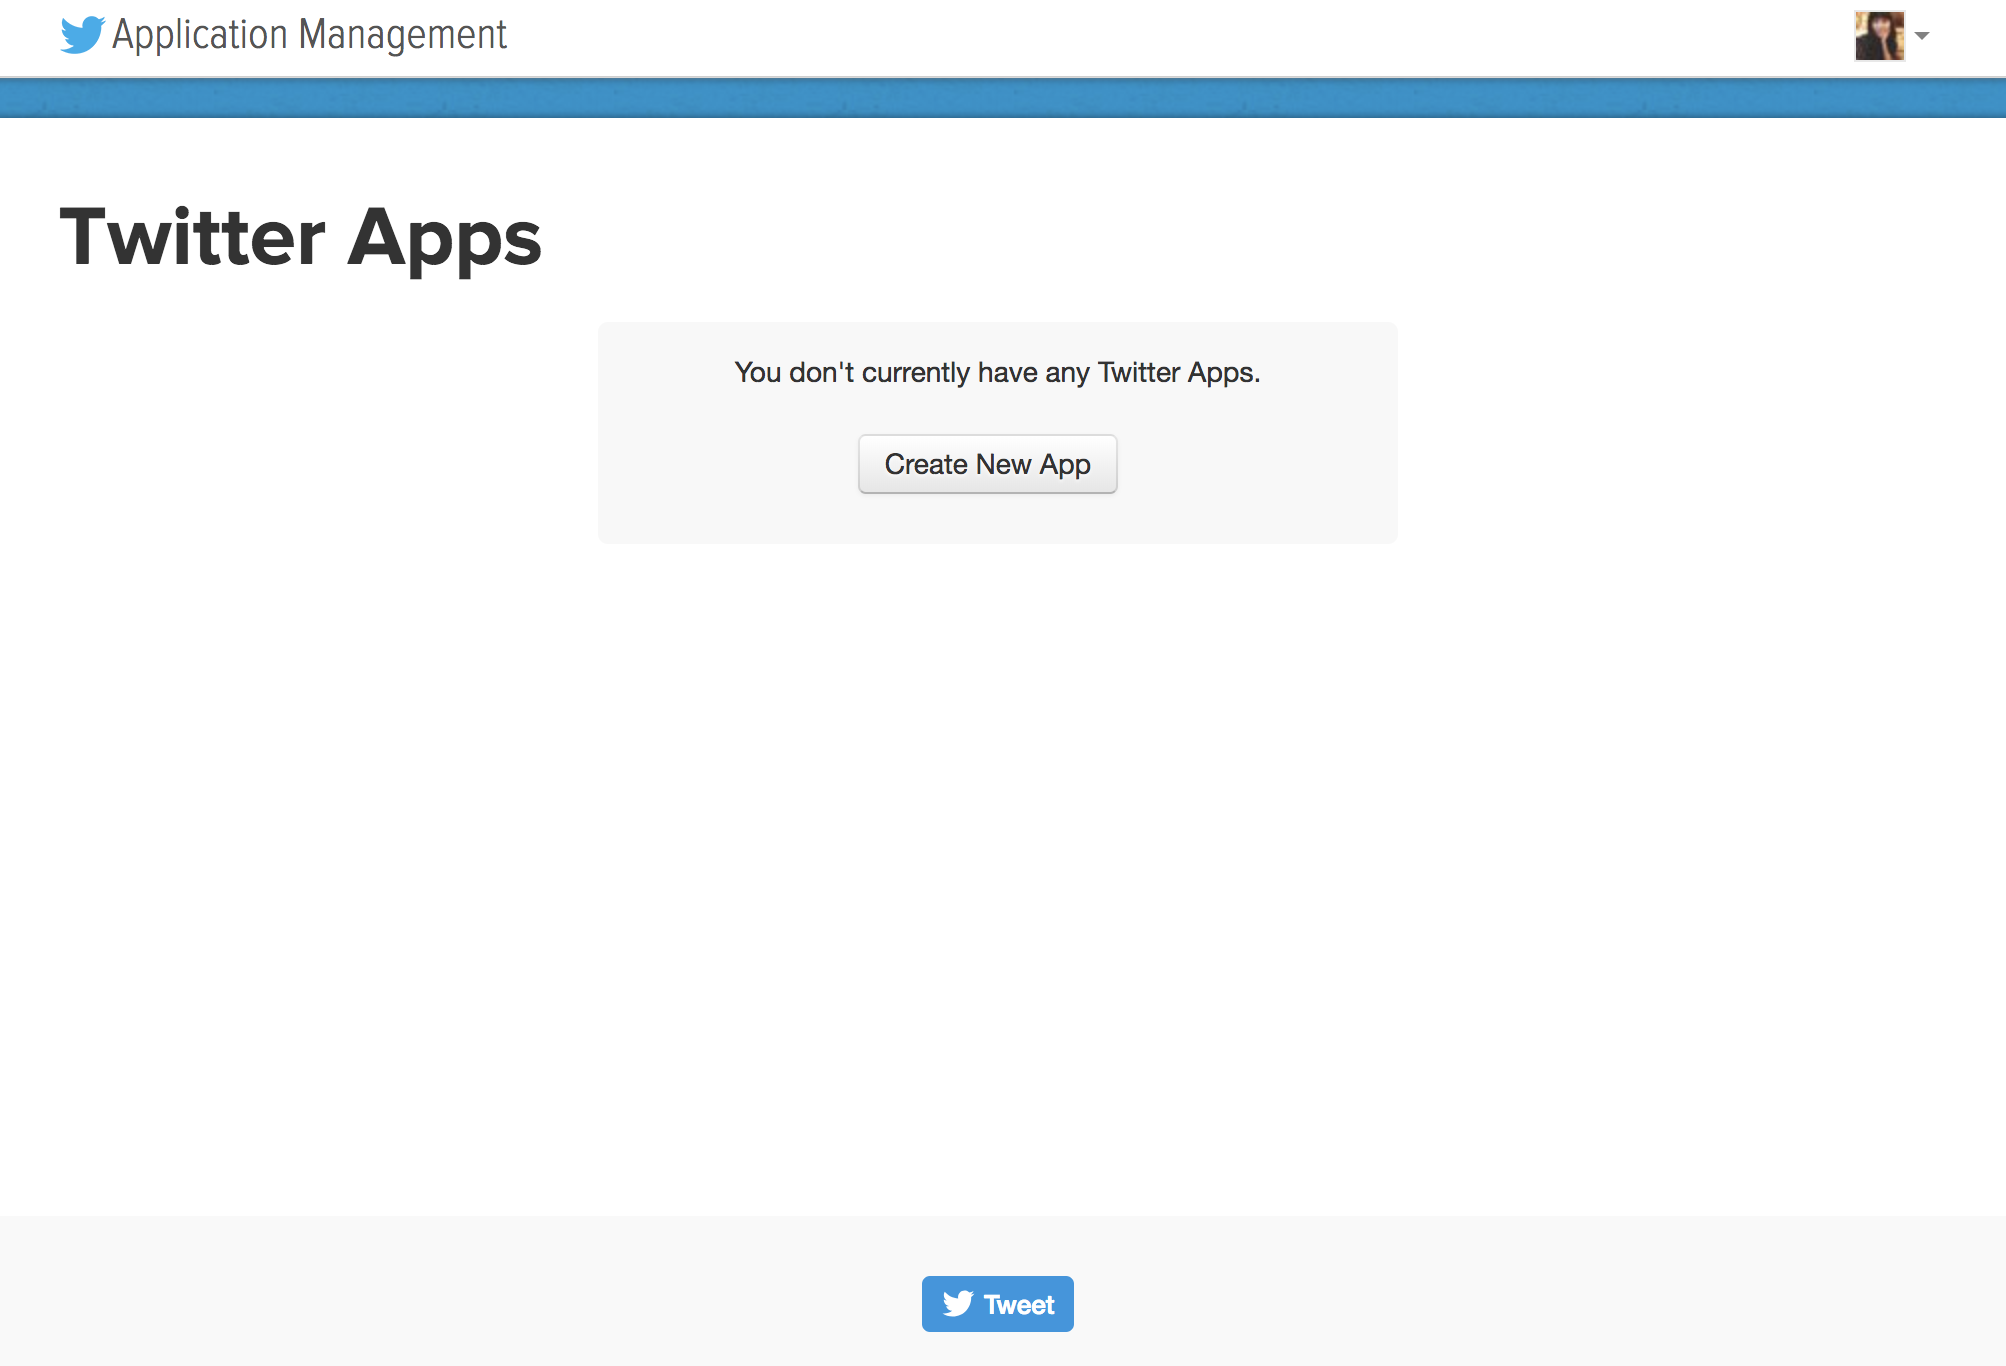 Application Management
Twitter Apps
You don't currently have any Twitter Apps.
Create New App
Tweet